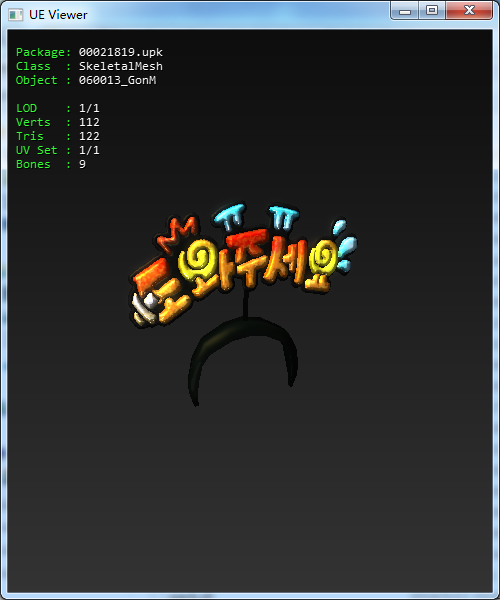 UE Viewer
Package: 00021819.upk
Class : SkeletalMesh
Object : 060013_GonM
LOD : 1/1
Verts : 112
Tris : 122
UV Set : 1/1
Bones : 9
ㅠ ㅠ
도와주세요